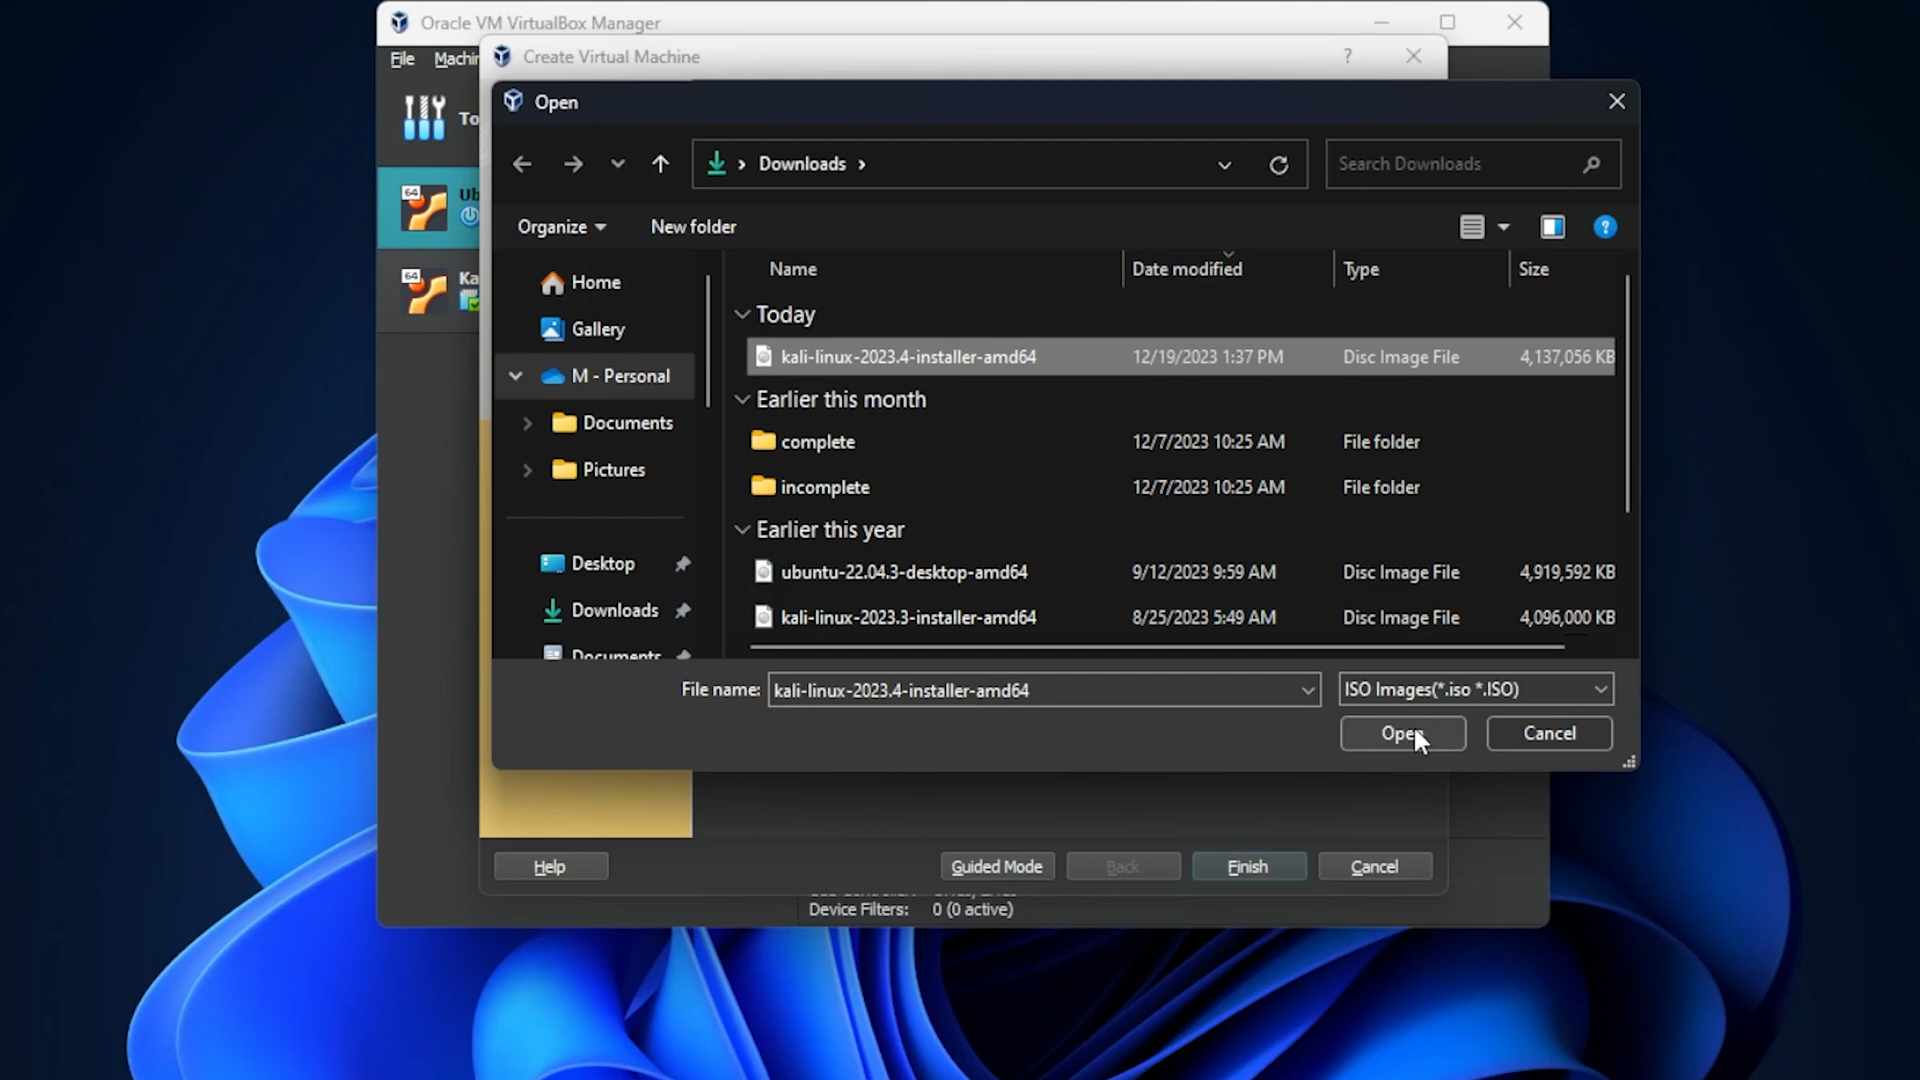 Oracle VM VirtualBox Manager
File
Create Virtual Machine
?
Open
Downloads
Search Downloads
Organize
New folder
?
64
64
Home
Gallery
M - Personal
Documents
Pictures
Desktop
Downloads
Documents
Name Date modified Type Size
Today
kali-linux-2023.4-installer-amd64 12/19/2023 1:37 PM Disc Image File 4,137,056 KB
Earlier this month
complete 12/7/2023 10:25 AM File folder
incomplete 12/7/2023 10:25 AM File folder
Earlier this year
ubuntu-22.04.3-desktop-amd64 9/12/2023 9:59 AM Disc Image File 4,919,592 KB
kali-linux-2023.3-installer-amd64 8/25/2023 5:49 AM Disc Image File 4,096,000 KB
File name: kali-linux-2023.4-installer-amd64 ISO Images(*.iso *.ISO)
Open Cancel
Help Guided Mode Back Finish Cancel
Device Filters: 0 (0 active)